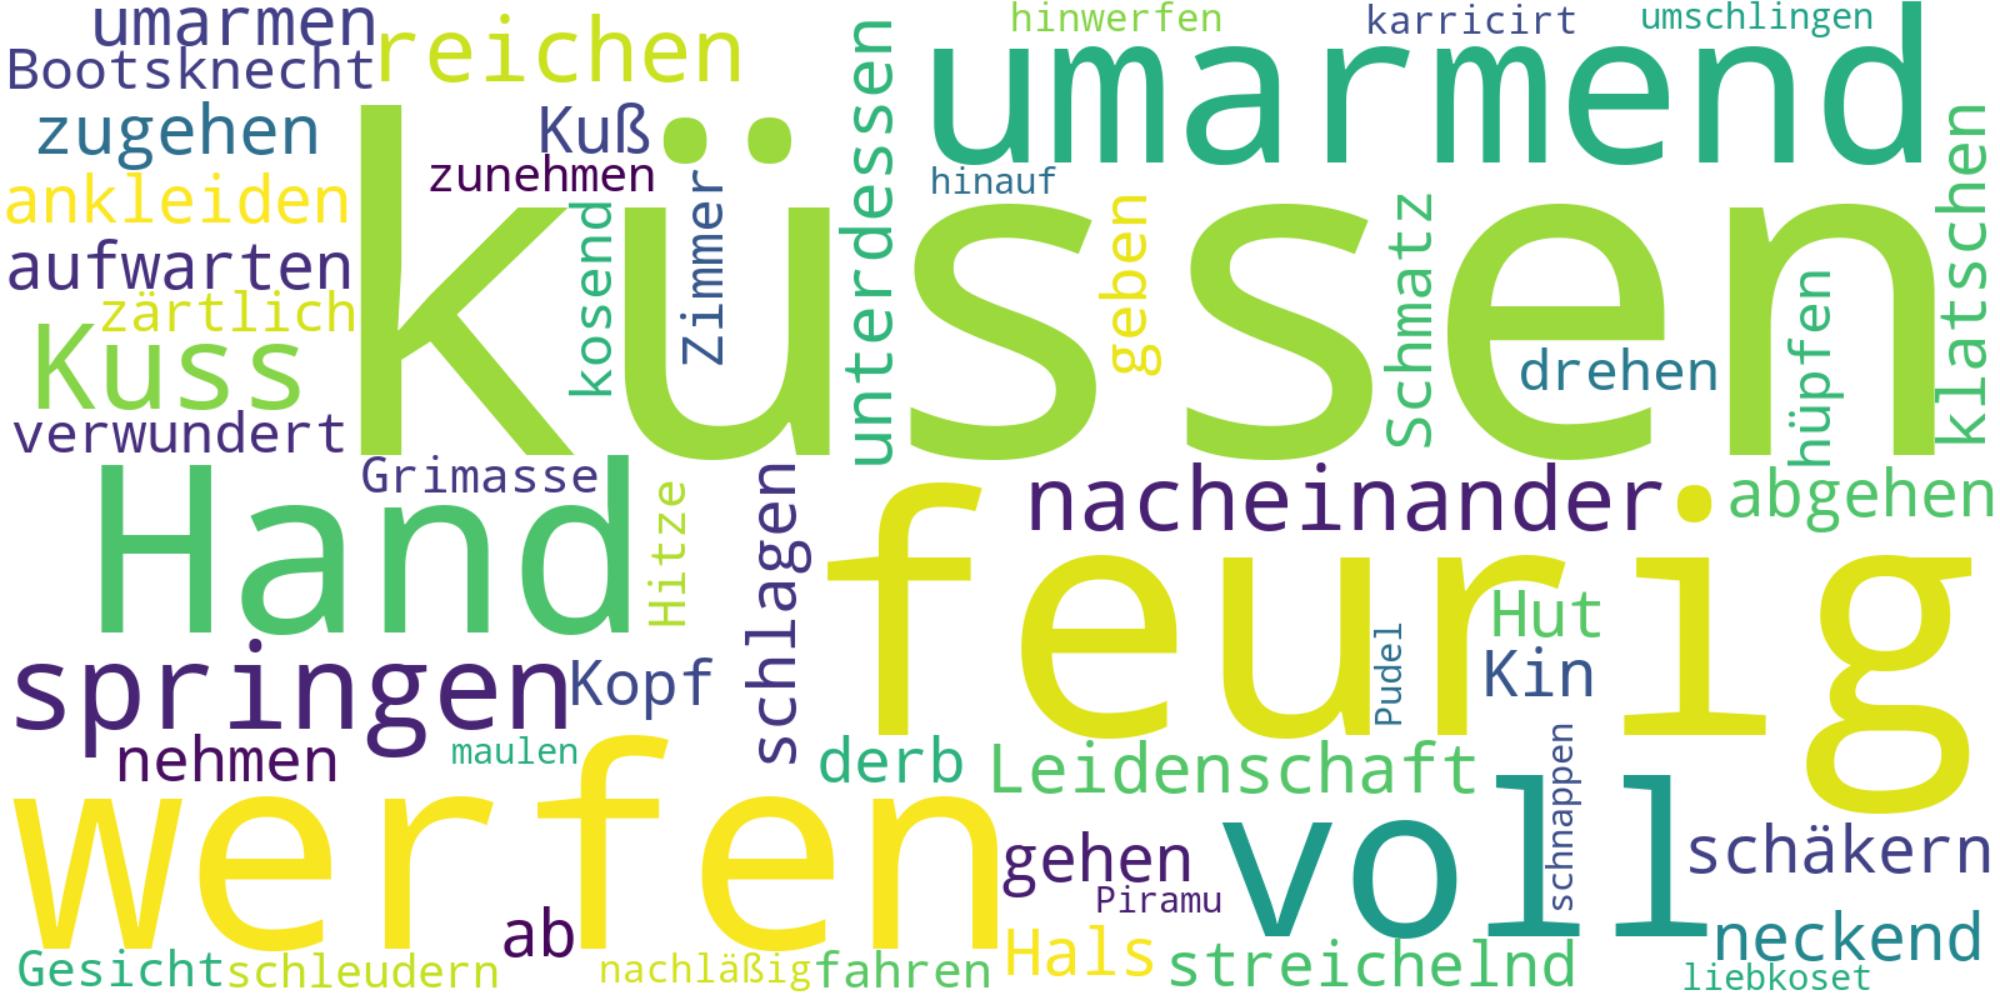 umarmen
Bootsknecht
reichen
hinwerfen
karricirt
umschlingen
umarmend
zugehen
Kuß
zunehmen
unterdessen
hinauf
klatschen
ankleiden
küssen
kosend
Zimmer
geben
Schmatz
aufwarten
zärtlich
drehen
hüpfen
Kuss
verwundert
Grimasse
Hand
Hitze
schlagen
nacheinander
abgehen
feurig
Hut
Pudel
Kin
springen
Kopf
nehmen
maulen
derb
Leidenschaft
schnappen
werfen
gehen
voll
schäkern
Piramu
ab
neckend
Gesicht
schleudern
nachläßig
fahren
Hals
streichelnd
liebkoset